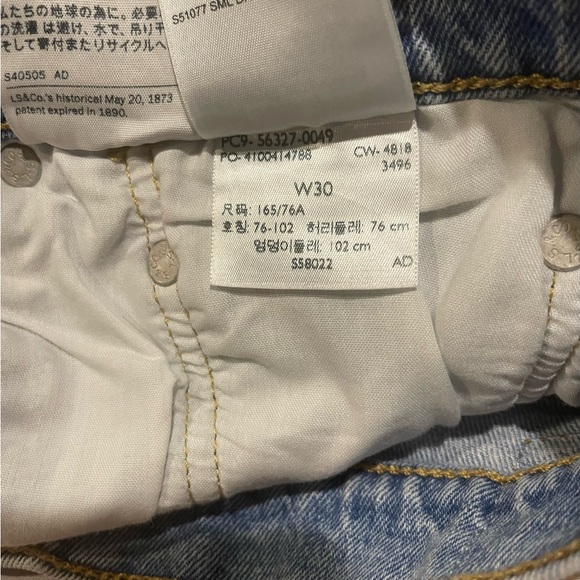 私たちの地球の為に。必要
の洗濯は避け、水で、吊り干
そして寄付またリサイクルへ
S40505 AD
LS&Co.'s historical May 20, 1873
patent expired in 1890.
S51077 SML
PC9- 56327-0049
PO- 4100414788 CW- 4818
3496
W30
尺码: 165/76A
호칭: 76-102 허리둘레: 76 cm
엉덩이둘레: 102 cm
S58022 AD